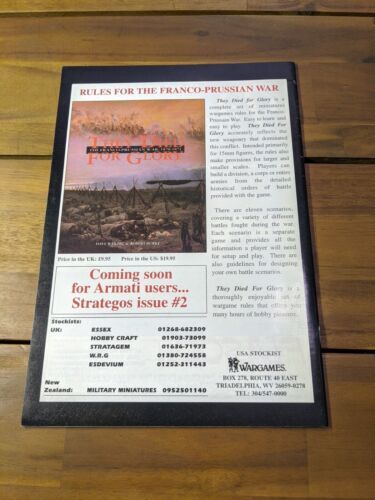 RULES FOR THE FRANCO-PRUSSIAN WAR
FOR GLORY
Price in the UK: £9.95 Price in the US: $19.95
Coming soon
for Armati users...
Strategos issue #2
They Died for Glory is a
complete set of miniatures
wargames rules for the Franco-
Prussian War. Easy to learn and
easy to play. They Died For
Glory accurately reflects the
new weaponry that dominated
this conflict. Intended primarily
for 15mm figures, the rules also
make provisions for larger and
smaller scales. Players can
build a division, a corps or entire
armies from the detailed
historical orders of battle
provided with the game.
There are eleven scenarios,
covering a variety of different
battles fought during the war.
Each scenario is a separate
game and provides all the
information a player will need
for setup and play. There are
also guidelines for designing
your own battle scenarios.
They Died For Glory is a
thoroughly enjoyable set of
wargame rules that offers you
many hours of hobby pleasure.
Stockists:
UK: ESSEX 01268-682309
HOBBY CRAFT 01903-73099
STRATAGEM 01636-71973
W.R.G 01380-724558
ESDEVIUM 01252-311443
New
Zealand: MILITARY MINIATURES 0952501140
USA STOCKIST
WARGAMES
BOX 278, ROUTE 40 EAST
TRIADELPHIA, WV 26059-0278
TEL: 304/547-0000